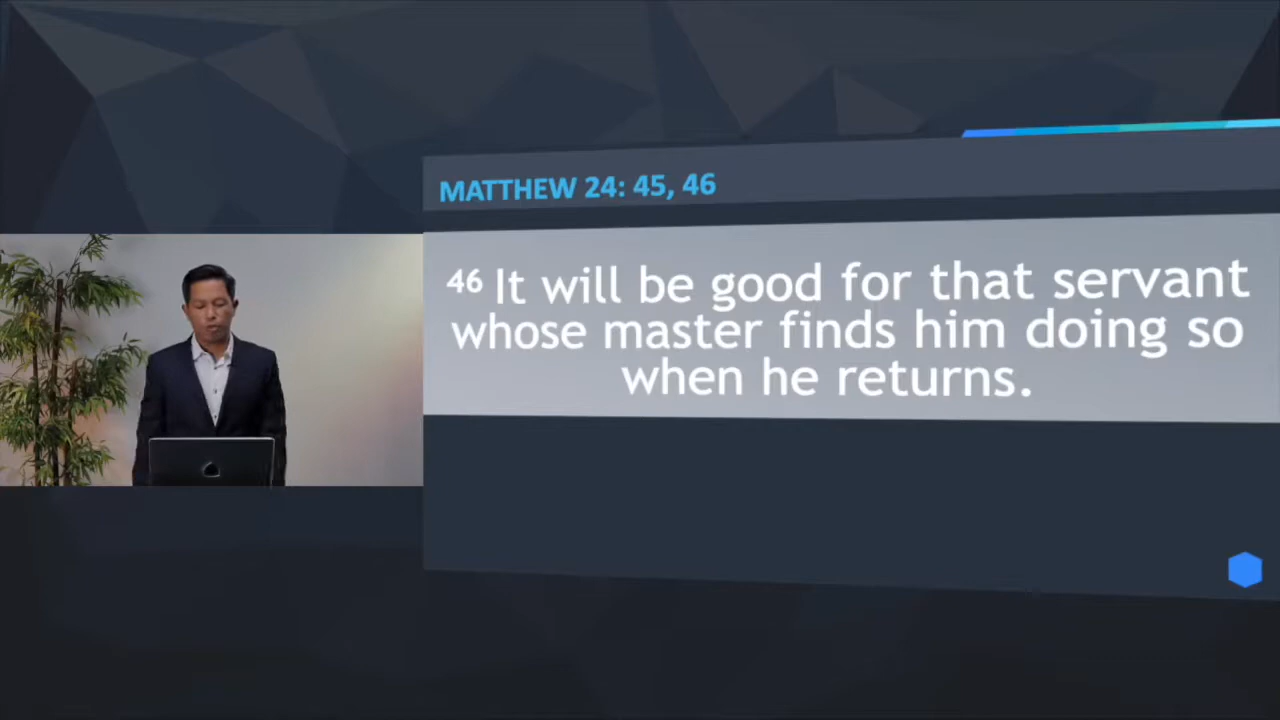 MATTHEW 24: 45, 46
46 It will be good for that servant
whose master finds him doing so
when he returns.